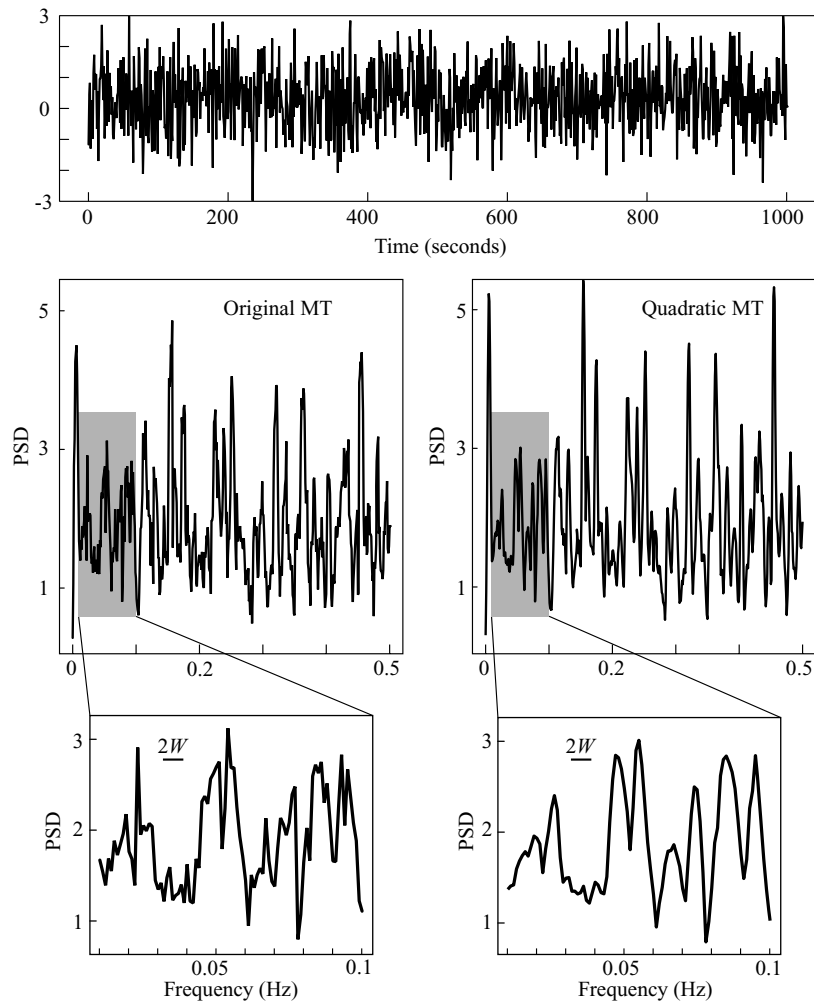 3
0
-3
0 200 400 600 800 1000
Time (seconds)
Original MT
Quadratic MT
5
3
1
PSD
0 0.2 0.5
5
3
1
PSD
0 0.2 0.5
2W
3
2
1
PSD
0.05 0.1
Frequency (Hz)
2W
3
2
1
PSD
0.05 0.1
Frequency (Hz)